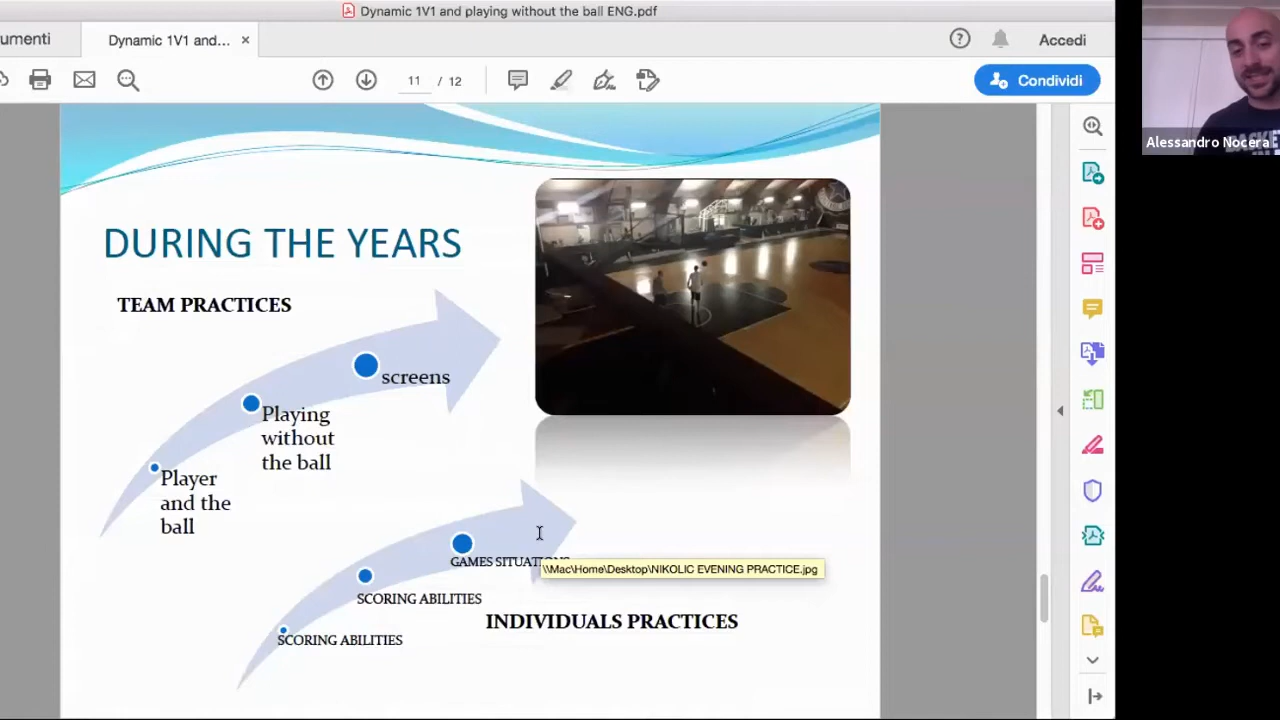 Dynamic 1V1 and playing without the ball ENG.pdf
umenti
Dynamic 1V1 and... ×
Accedi
11 / 12
Condividi
Alessandro Nocera
DURING THE YEARS
TEAM PRACTICES
screens
Playing
without
the ball
Player
and the
ball
GAMES SITUATIONS
\\Mac\Home\Desktop\NIKOLIC EVENING PRACTICE.jpg
SCORING ABILITIES
INDIVIDUALS PRACTICES
SCORING ABILITIES